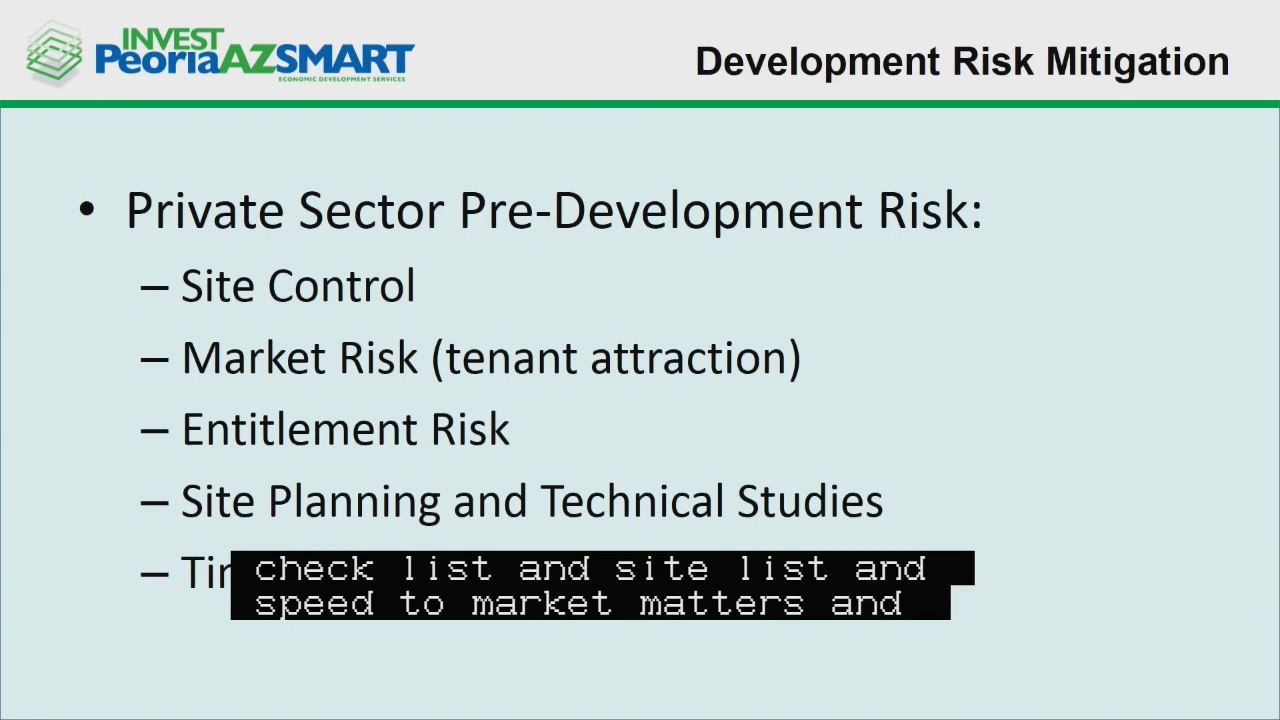 INVEST
PeoriaAZSMART
ECONOMIC DEVELOPMENT SERVICES
Development Risk Mitigation
• Private Sector Pre-Development Risk:
– Site Control
– Market Risk (tenant attraction)
– Entitlement Risk
– Site Planning and Technical Studies
check list and site list and
speed to market matters and